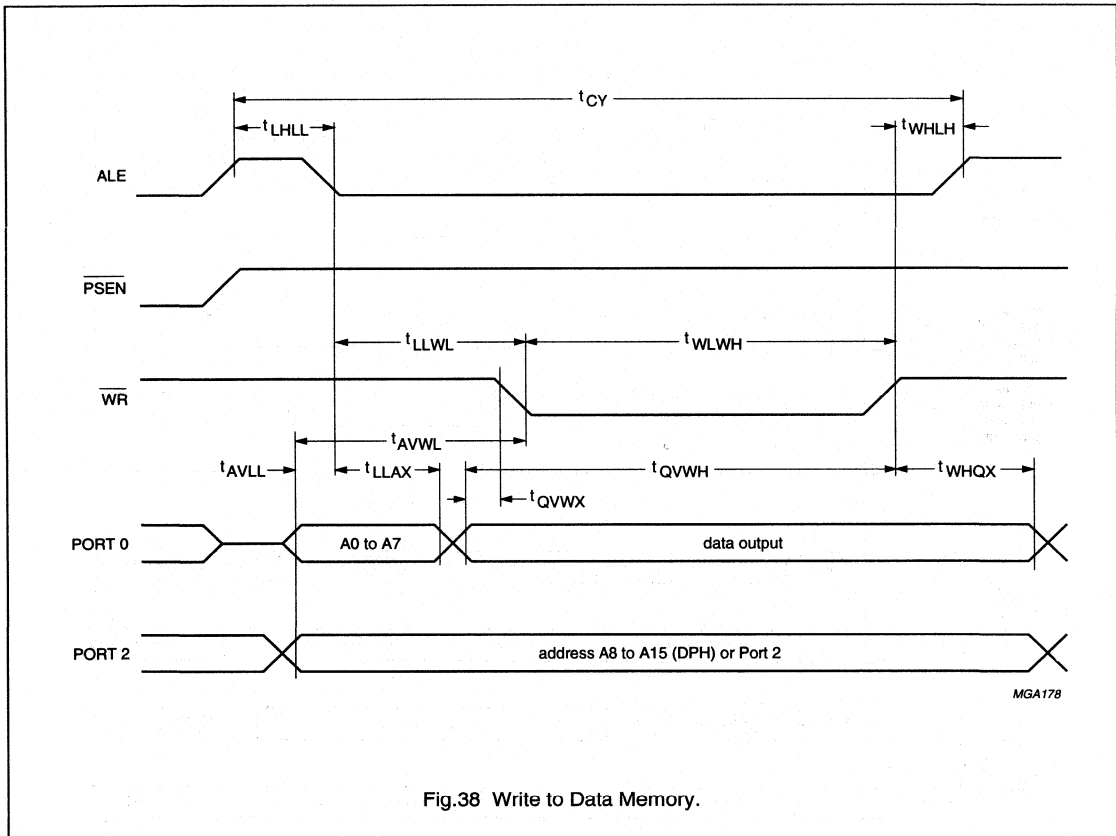 tCY
tLHLL
tWHLH
ALE
PSEN
tLLWL
tWLWH
WR
tAVWL
tAVLL
tLLAX
tQVWH
tWHQX
tQVWX
PORT 0
A0 to A7
data output
PORT 2
address A8 to A15 (DPH) or Port 2
MGA178
Fig.38 Write to Data Memory.